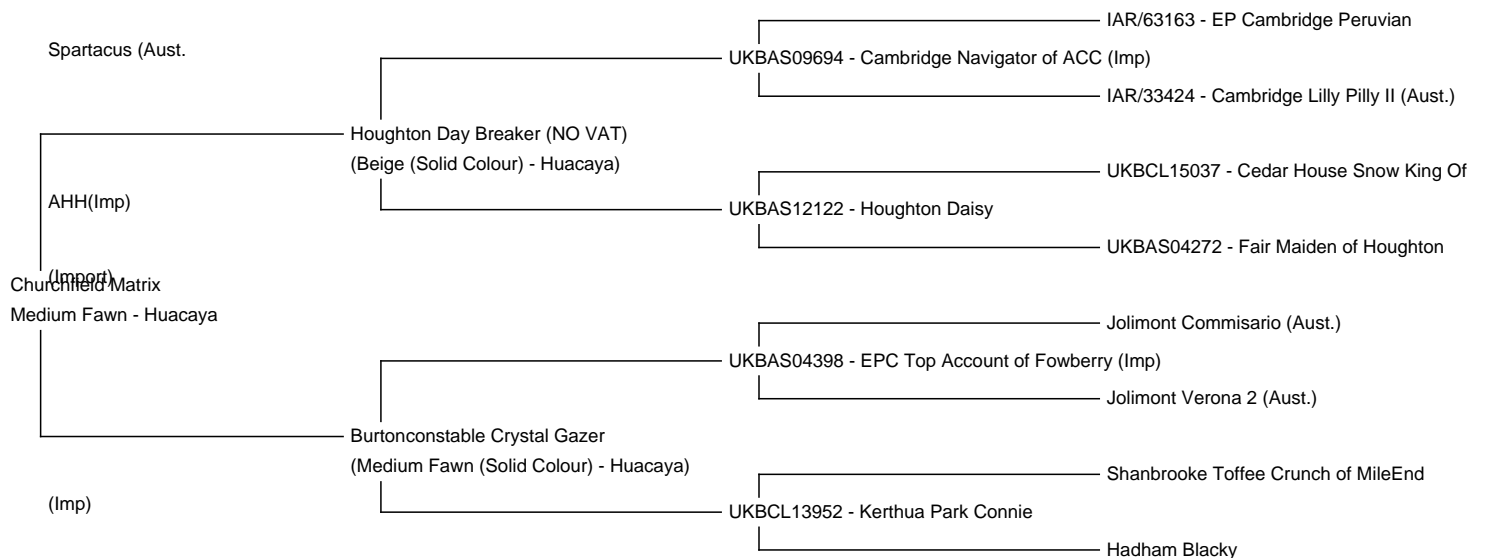 IAR/63163 - EP Cambridge Peruvian
Spartacus (Aust.
UKBAS09694 - Cambridge Navigator of ACC (Imp)
IAR/33424 - Cambridge Lilly Pilly II (Aust.)
Houghton Day Breaker (NO VAT)
(Beige (Solid Colour) - Huacaya)
UKBCL15037 - Cedar House Snow King Of
AHH(Imp)
UKBAS12122 - Houghton Daisy
UKBAS04272 - Fair Maiden of Houghton
(Import)
Churchfield Matrix
Medium Fawn - Huacaya
Jolimont Commisario (Aust.)
UKBAS04398 - EPC Top Account of Fowberry (Imp)
Jolimont Verona 2 (Aust.)
Burtonconstable Crystal Gazer
(Medium Fawn (Solid Colour) - Huacaya)
Shanbrooke Toffee Crunch of MileEnd
(Imp)
UKBCL13952 - Kerthua Park Connie
Hadham Blacky